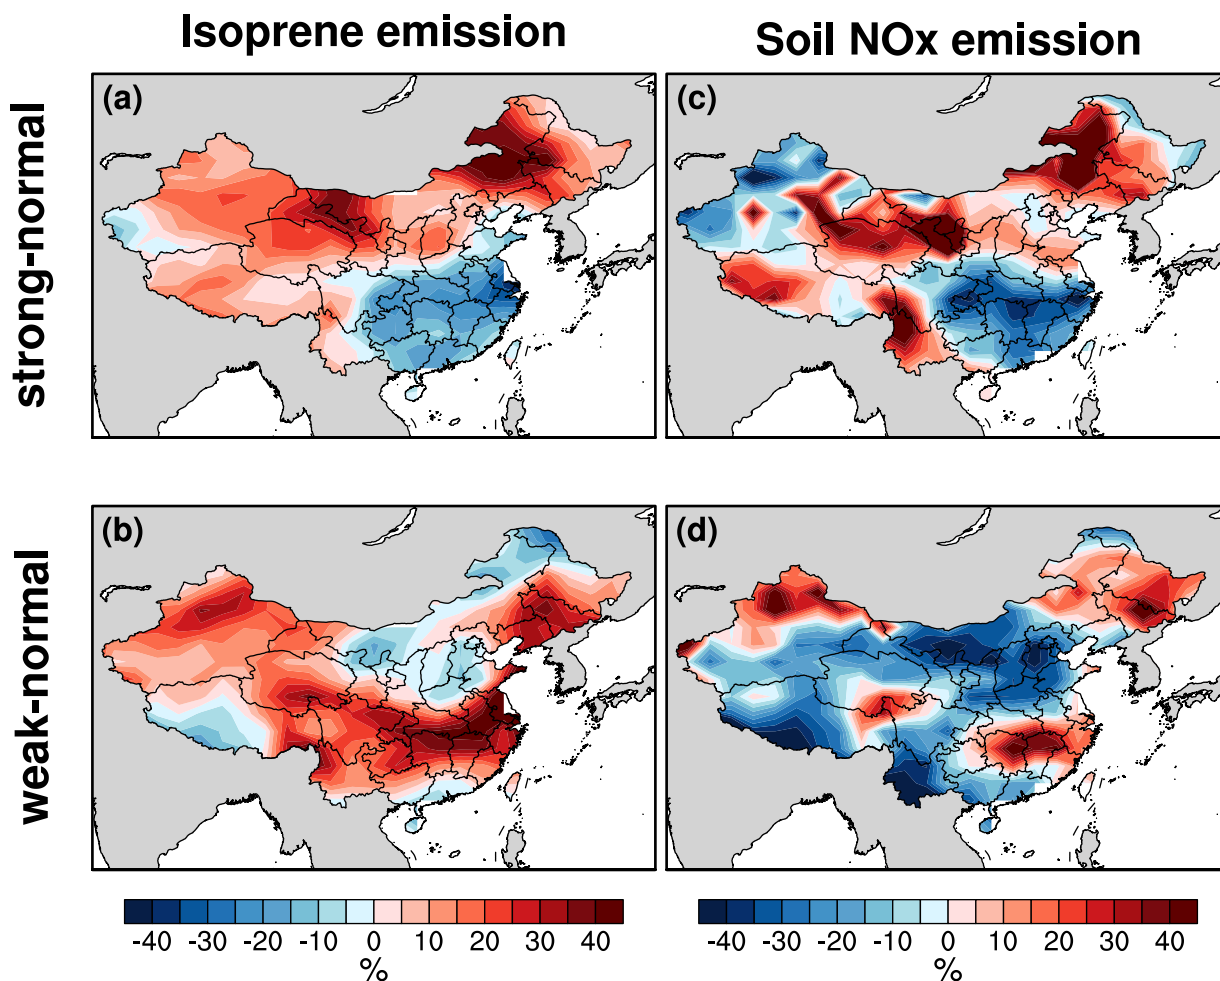 Isoprene emission
Soil NOx emission
strong-normal
(a)
(c)
weak-normal
(b)
(d)
-40 -30 -20 -10 0 10 20 30 40
%
-40 -30 -20 -10 0 10 20 30 40
%